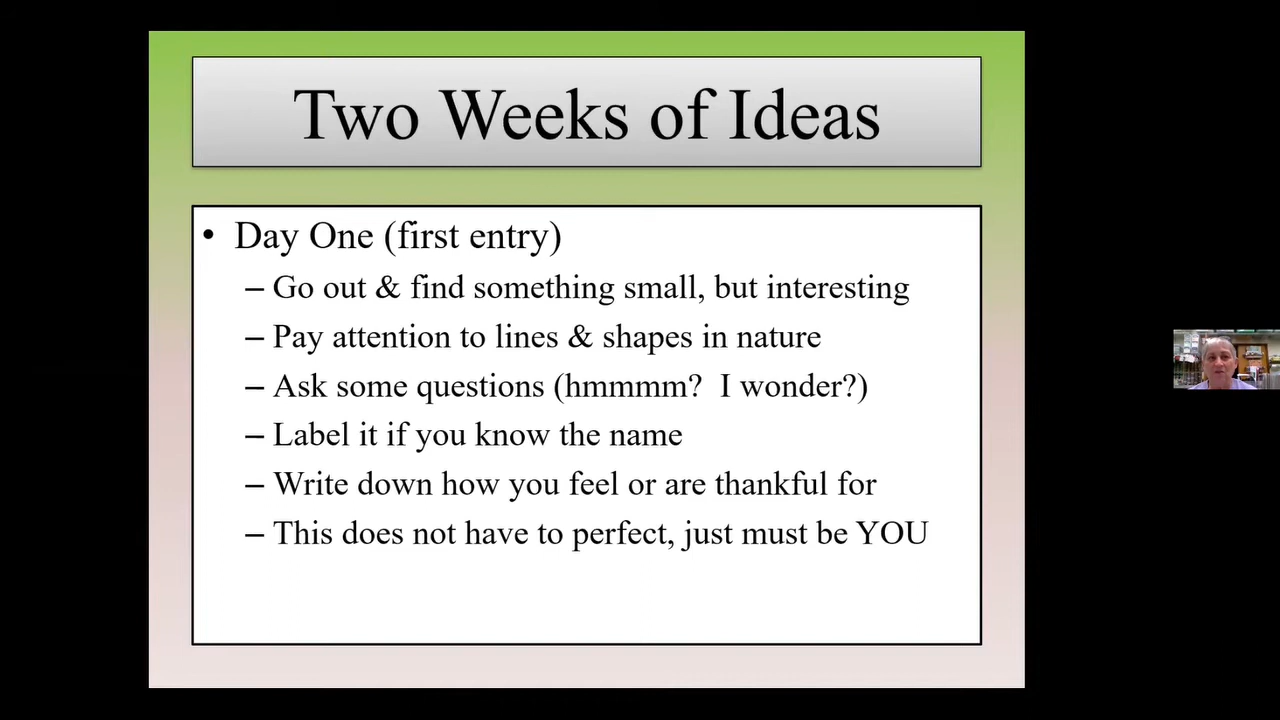 Two Weeks of Ideas
• Day One (first entry)
– Go out & find something small, but interesting
– Pay attention to lines & shapes in nature
– Ask some questions (hmmmm?  I wonder?)
– Label it if you know the name
– Write down how you feel or are thankful for
– This does not have to perfect, just must be YOU